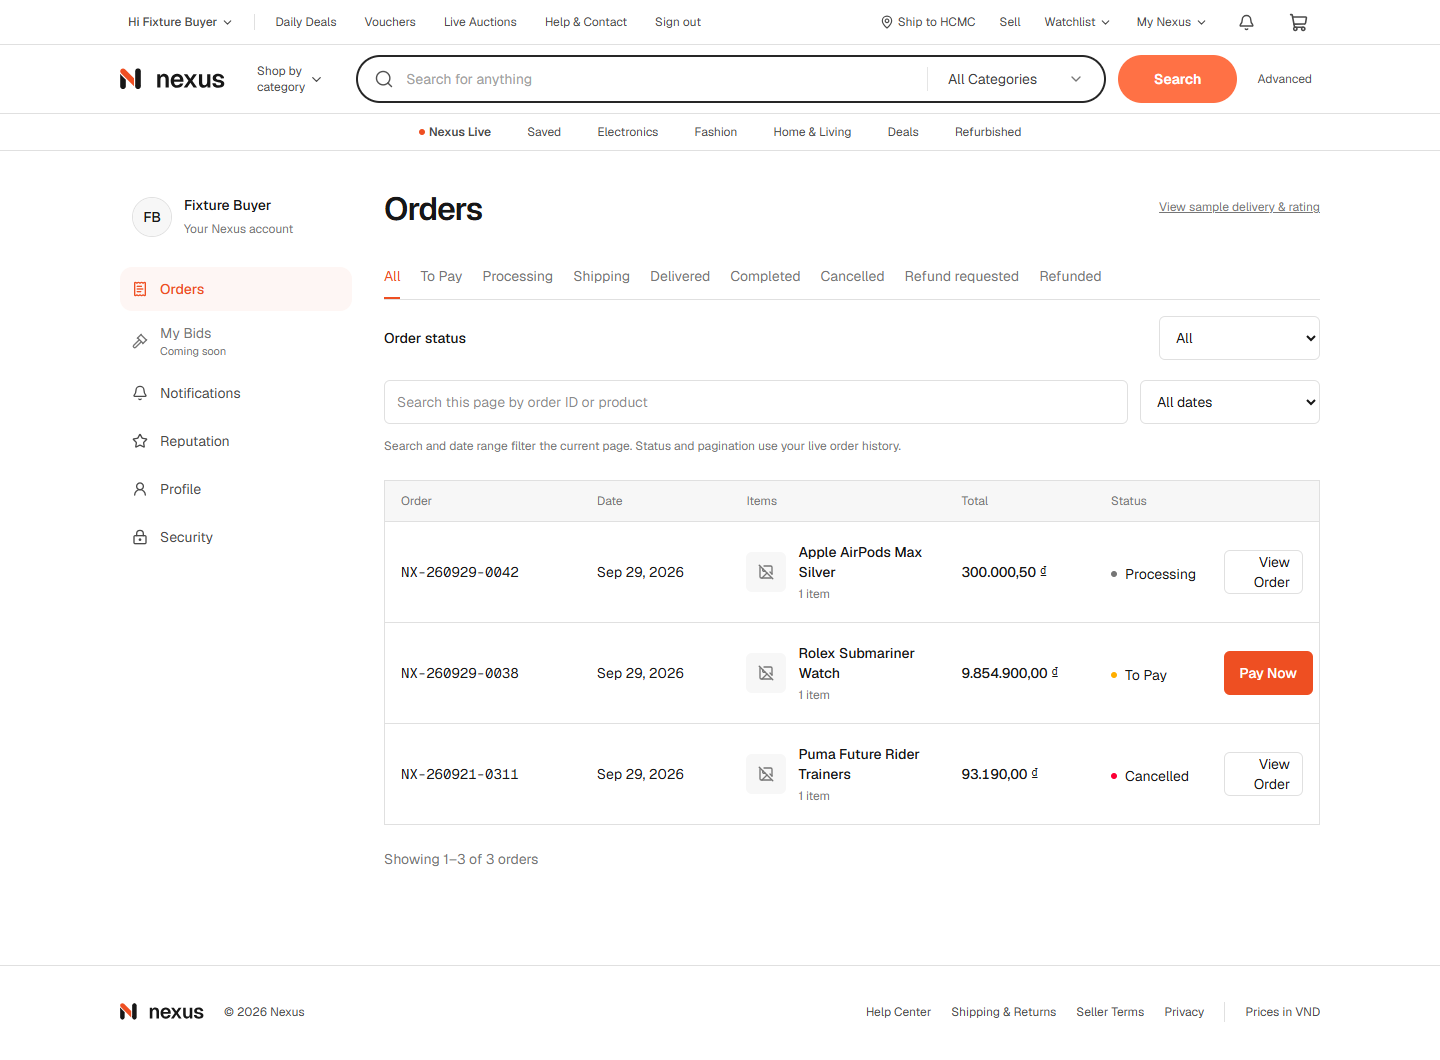 Hi Fixture Buyer
Daily Deals
Vouchers
Live Auctions
Help & Contact
Sign out
Ship to HCMC
Sell
Watchlist
My Nexus
nexus
Shop by
category
Search for anything
All Categories
Search
Advanced
Nexus Live
Saved
Electronics
Fashion
Home & Living
Deals
Refurbished
FB
Fixture Buyer
Your Nexus account
Orders
My Bids
Coming soon
Notifications
Reputation
Profile
Security
Orders
View sample delivery & rating
All
To Pay
Processing
Shipping
Delivered
Completed
Cancelled
Refund requested
Refunded
Order status
All
Search this page by order ID or product
All dates
Search and date range filter the current page. Status and pagination use your live order history.
Order
Date
Items
Total
Status
NX-260929-0042
Sep 29, 2026
Apple AirPods Max
Silver
1 item
300.000,50 ₫
Processing
View
Order
NX-260929-0038
Sep 29, 2026
Rolex Submariner
Watch
1 item
9.854.900,00 ₫
To Pay
Pay Now
NX-260921-0311
Sep 29, 2026
Puma Future Rider
Trainers
1 item
93.190,00 ₫
Cancelled
View
Order
Showing 1–3 of 3 orders
nexus
© 2026 Nexus
Help Center
Shipping & Returns
Seller Terms
Privacy
Prices in VND